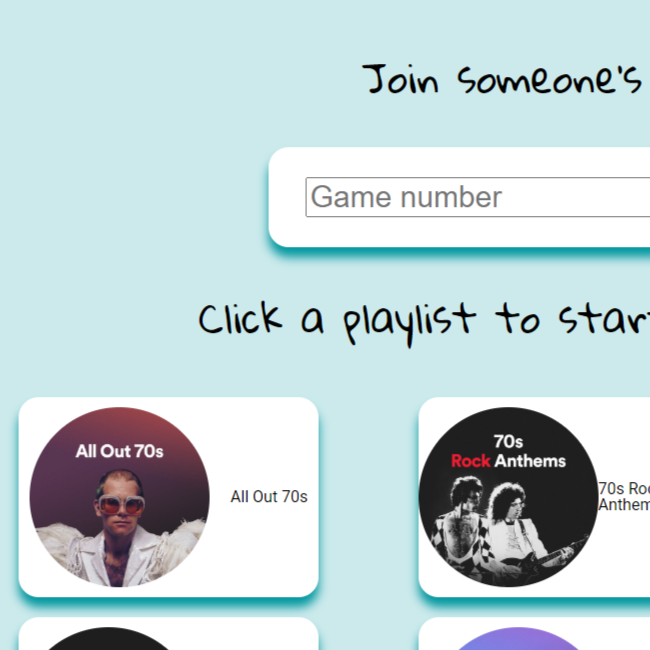 Join someone's
Game number
Click a playlist to start
All Out 70s
All Out 70s
70s
Rock Anthems
70s Roc
Anthem